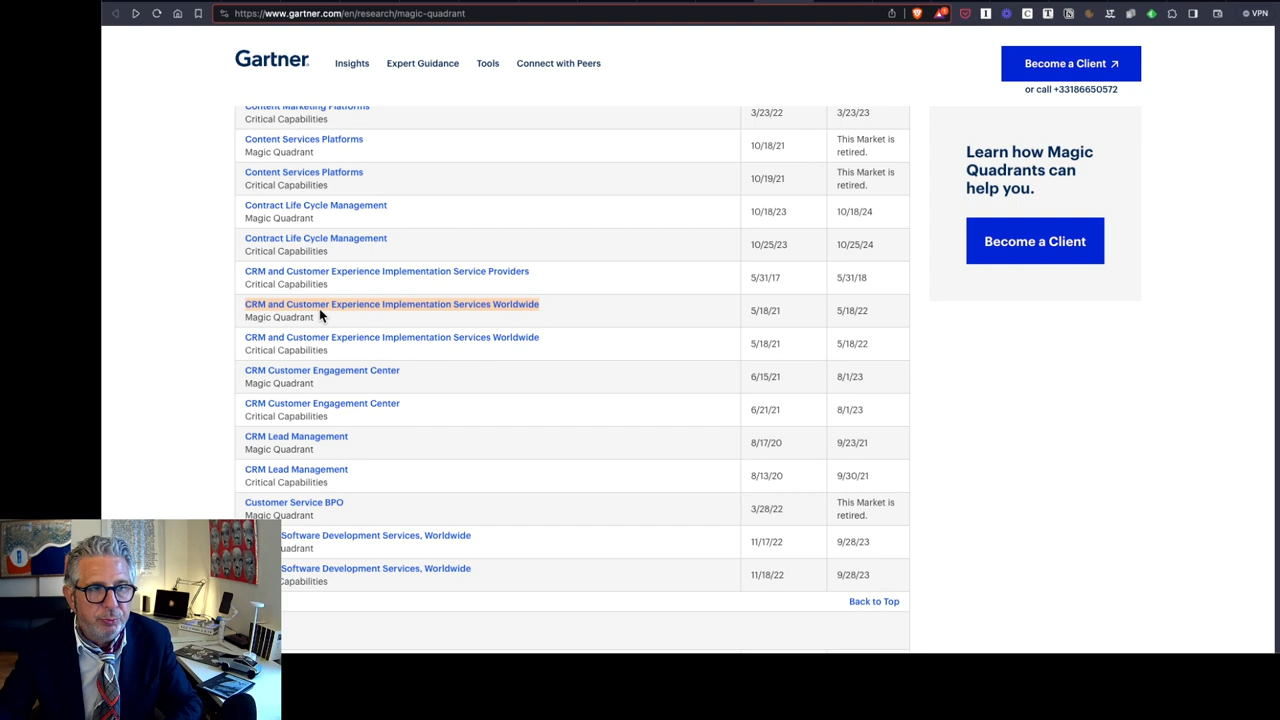 https://www.gartner.com/en/research/magic-quadrant
VPN
Gartner
Insights
Expert Guidance
Tools
Connect with Peers
Become a Client
or call +33186650572
Content Marketing Platforms
Critical Capabilities
3/23/22
3/23/23
Content Services Platforms
Magic Quadrant
10/18/21
This Market is
retired.
Content Services Platforms
Critical Capabilities
10/19/21
This Market is
retired.
Contract Life Cycle Management
Magic Quadrant
10/18/23
10/18/24
Contract Life Cycle Management
Critical Capabilities
10/25/23
10/25/24
CRM and Customer Experience Implementation Service Providers
Critical Capabilities
5/31/17
5/31/18
CRM and Customer Experience Implementation Services Worldwide
Magic Quadrant
5/18/21
5/18/22
CRM and Customer Experience Implementation Services Worldwide
Critical Capabilities
5/18/21
5/18/22
CRM Customer Engagement Center
Magic Quadrant
6/15/21
8/1/23
CRM Customer Engagement Center
Critical Capabilities
6/21/21
8/1/23
CRM Lead Management
Magic Quadrant
8/17/20
9/23/21
CRM Lead Management
Critical Capabilities
8/13/20
9/30/21
Customer Service BPO
Magic Quadrant
3/28/22
This Market is
retired.
Software Development Services, Worldwide
uadrant
11/17/22
9/28/23
Software Development Services, Worldwide
Capabilities
11/18/22
9/28/23
Back to Top
Learn how Magic
Quadrants can
help you.
Become a Client